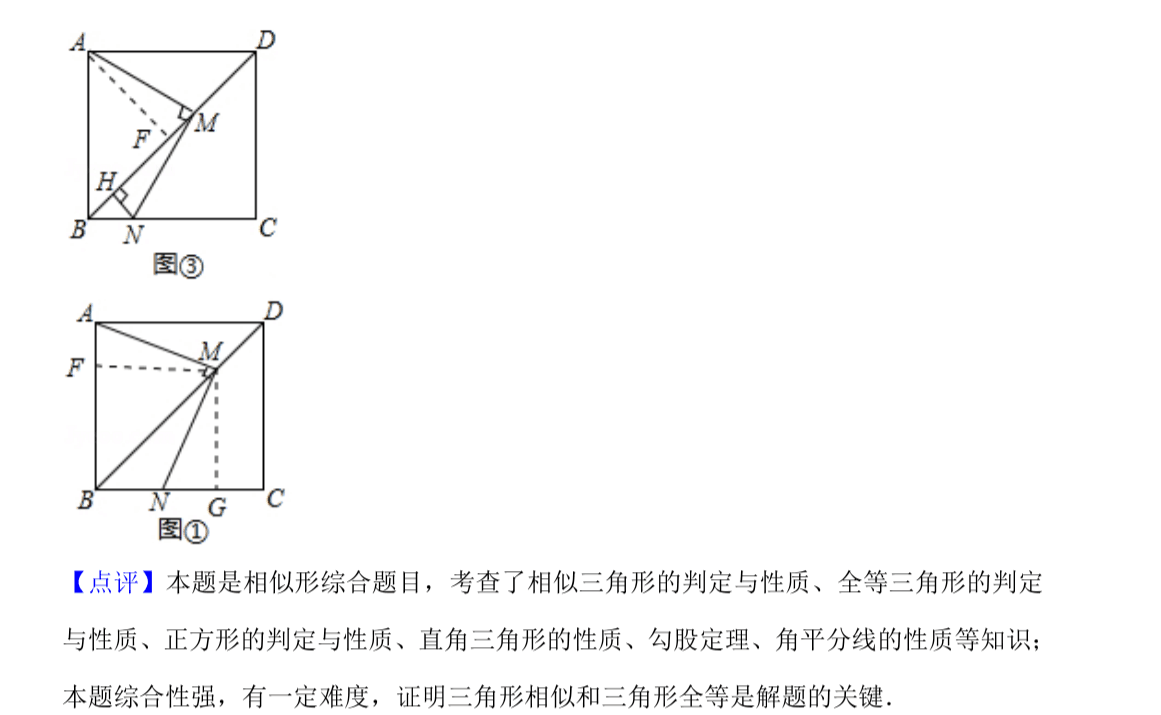 A D
F M
H
B N C
图③
A D
M
F
B N G C
图①
【点评】本题是相似形综合题目，考查了相似三角形的判定与性质、全等三角形的判定
与性质、正方形的判定与性质、直角三角形的性质、勾股定理、角平分线的性质等知识；
本题综合性强，有一定难度，证明三角形相似和三角形全等是解题的关键．